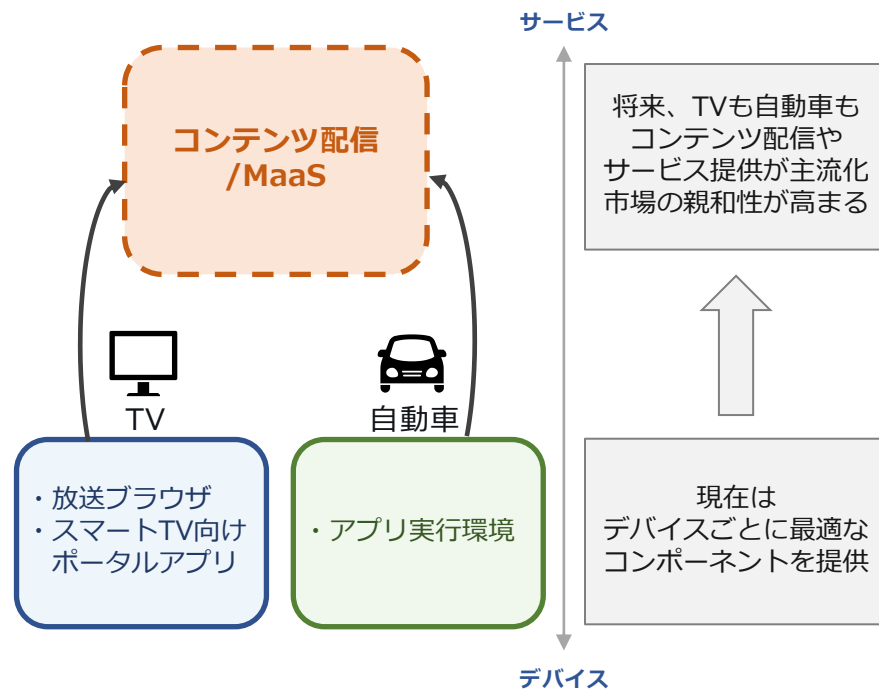 サービス
コンテンツ配信
/MaaS
将来、TVも自動車も
コンテンツ配信や
サービス提供が主流化
市場の親和性が高まる
TV
自動車
・放送ブラウザ
・スマートTV向け
ポータルアプリ
・アプリ実行環境
現在は
デバイスごとに最適な
コンポーネントを提供
デバイス